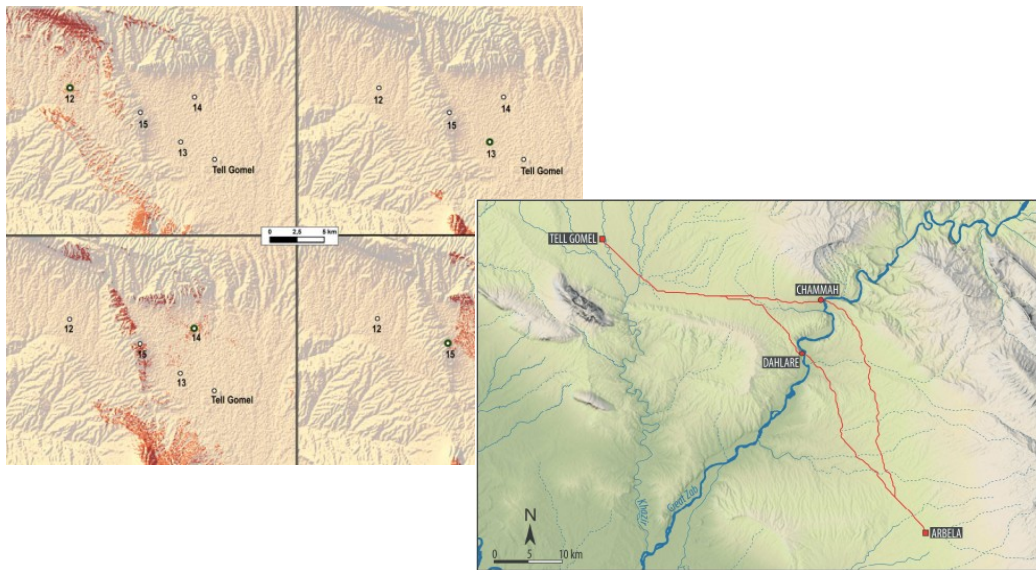 12
15
14
13
Tell Gomel
12
15
14
13
Tell Gomel
0 2,5 5 km
12
15
14
13
Tell Gomel
12
15
TELL GOMEL
CHAMMAH
DAHLARE
Khazir
Great Zab
ARBELA
N
0 5 10 km